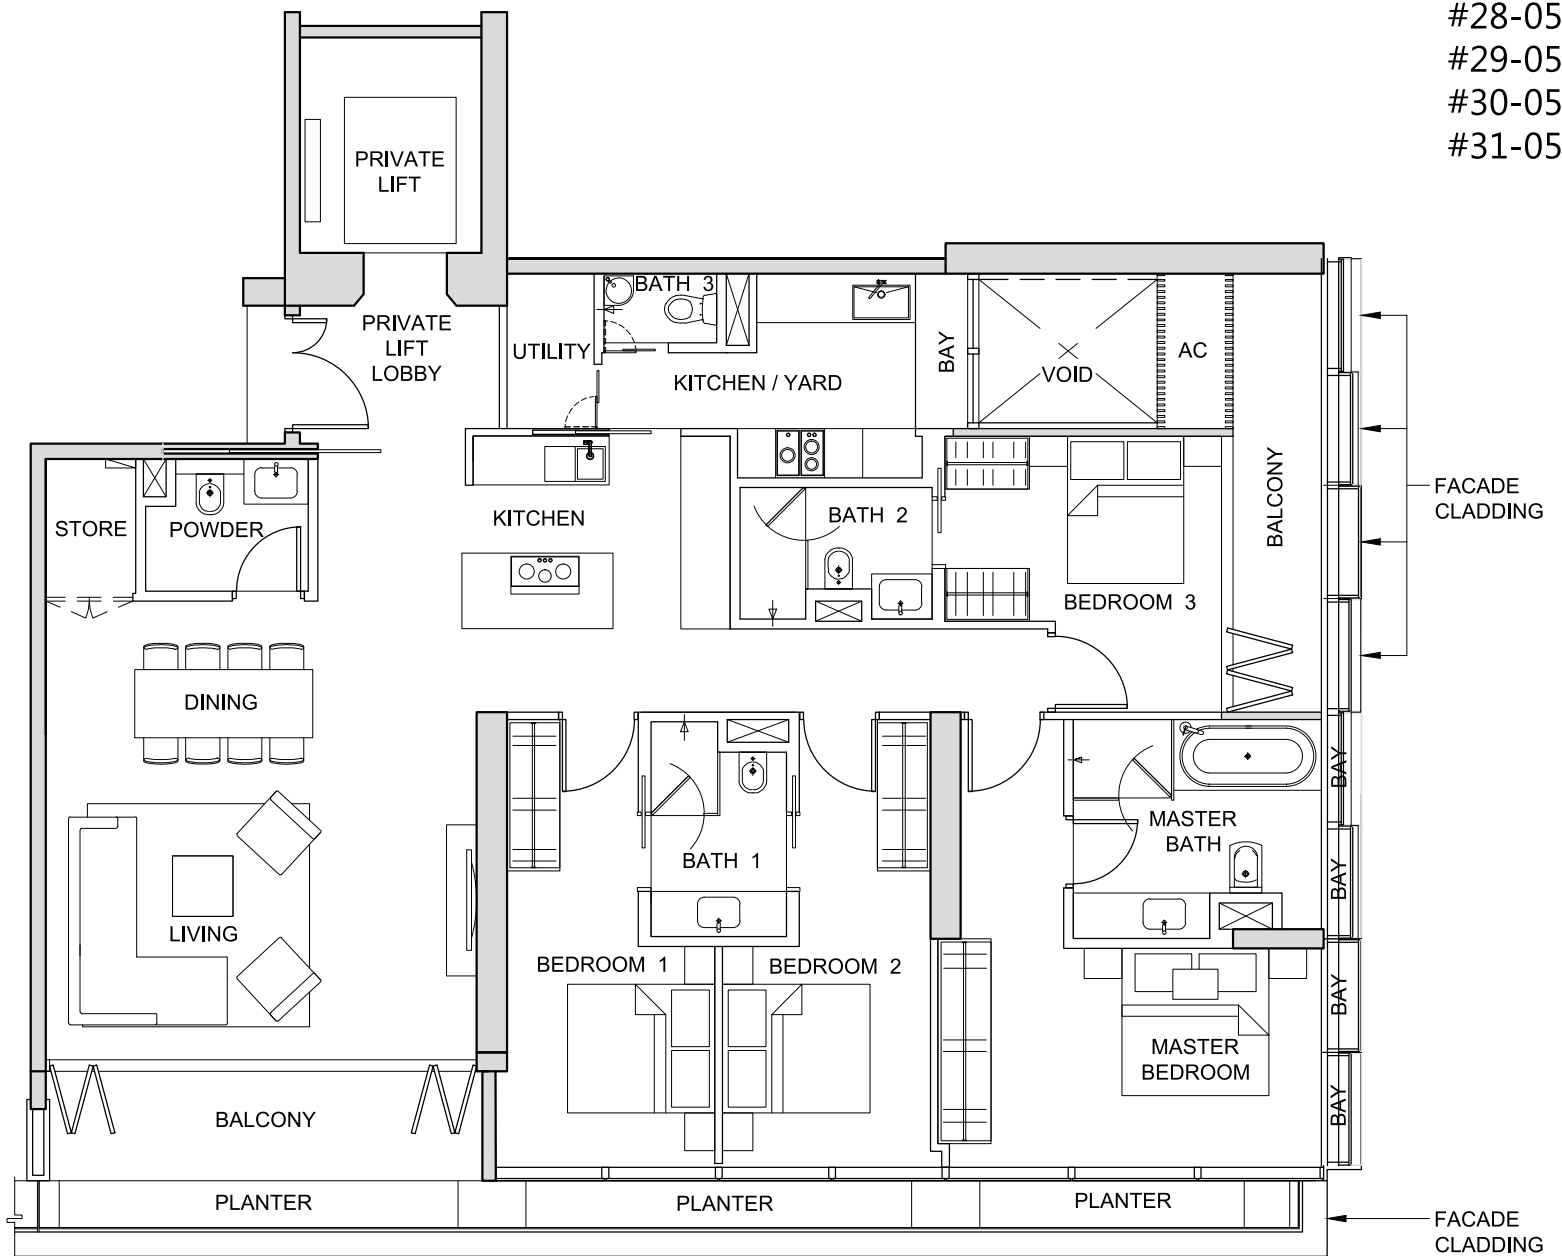 #28-05
#29-05
#30-05
#31-05
PRIVATE
LIFT
PRIVATE
LIFT
LOBBY
BATH 3
UTILITY
KITCHEN / YARD
BAY
VOID
AC
BALCONY
FACADE
CLADDING
STORE
POWDER
KITCHEN
BATH 2
BEDROOM 3
DINING
LIVING
BATH 1
MASTER
BATH
BAY
BAY
BAY
BAY
BEDROOM 1
BEDROOM 2
MASTER
BEDROOM
BALCONY
PLANTER
PLANTER
PLANTER
FACADE
CLADDING